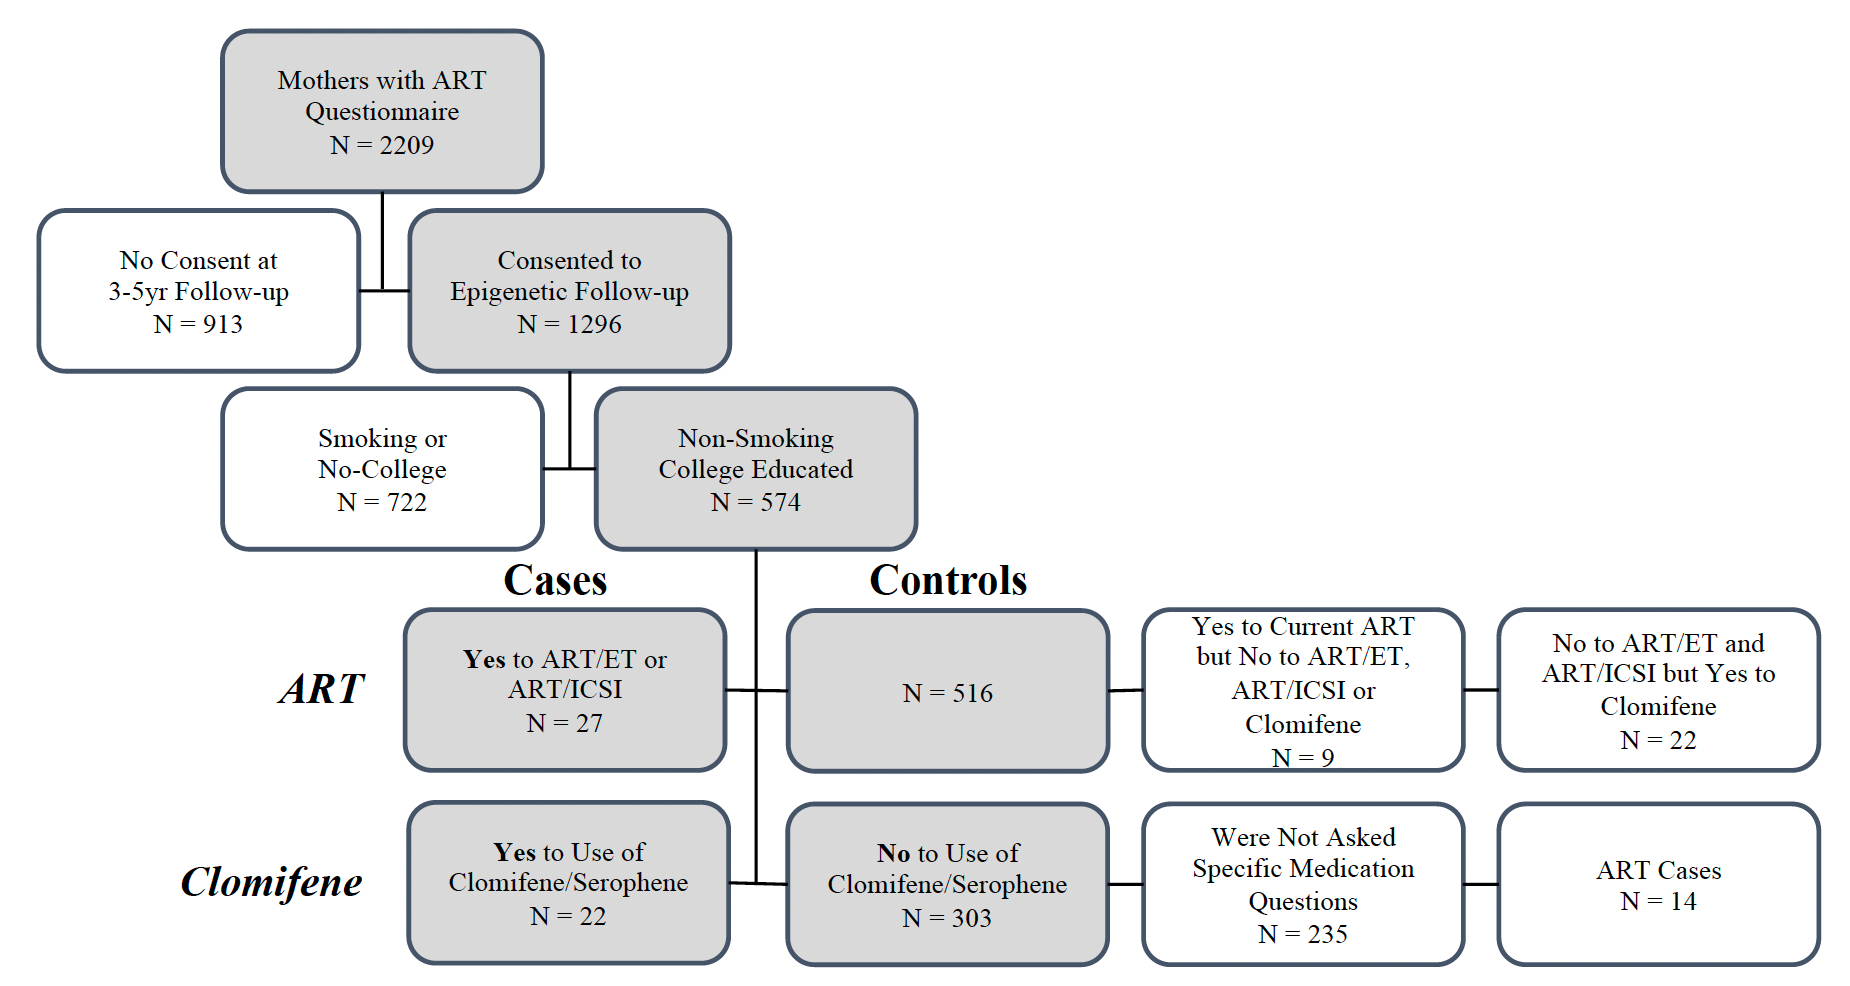 Mothers with ART
Questionnaire
N = 2209
No Consent at
3-5yr Follow-up
N = 913
Consented to
Epigenetic Follow-up
N = 1296
Smoking or
No-College
N = 722
Non-Smoking
College Educated
N = 574
Cases
Controls
ART
Yes to ART/ET or
ART/ICSI
N = 27
N = 516
Yes to Current ART
but No to ART/ET,
ART/ICSI or
Clomifene
N = 9
No to ART/ET and
ART/ICSI but Yes to
Clomifene
N = 22
Clomifene
Yes to Use of
Clomifene/Serophene
N = 22
No to Use of
Clomifene/Serophene
N = 303
Were Not Asked
Specific Medication
Questions
N = 235
ART Cases
N = 14